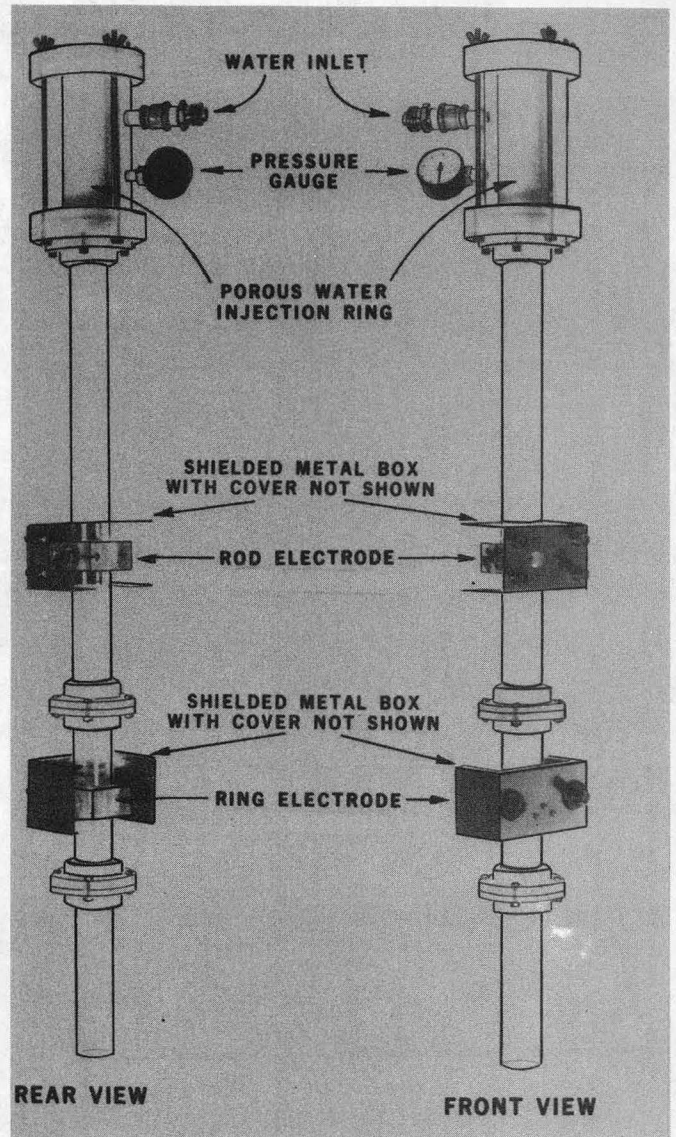 WATER INLET
PRESSURE
GAUGE
POROUS WATER
INJECTION RING
SHIELDED METAL BOX
WITH COVER NOT SHOWN
ROD ELECTRODE
SHIELDED METAL BOX
WITH COVER NOT SHOWN
RING ELECTRODE
REAR VIEW
FRONT VIEW